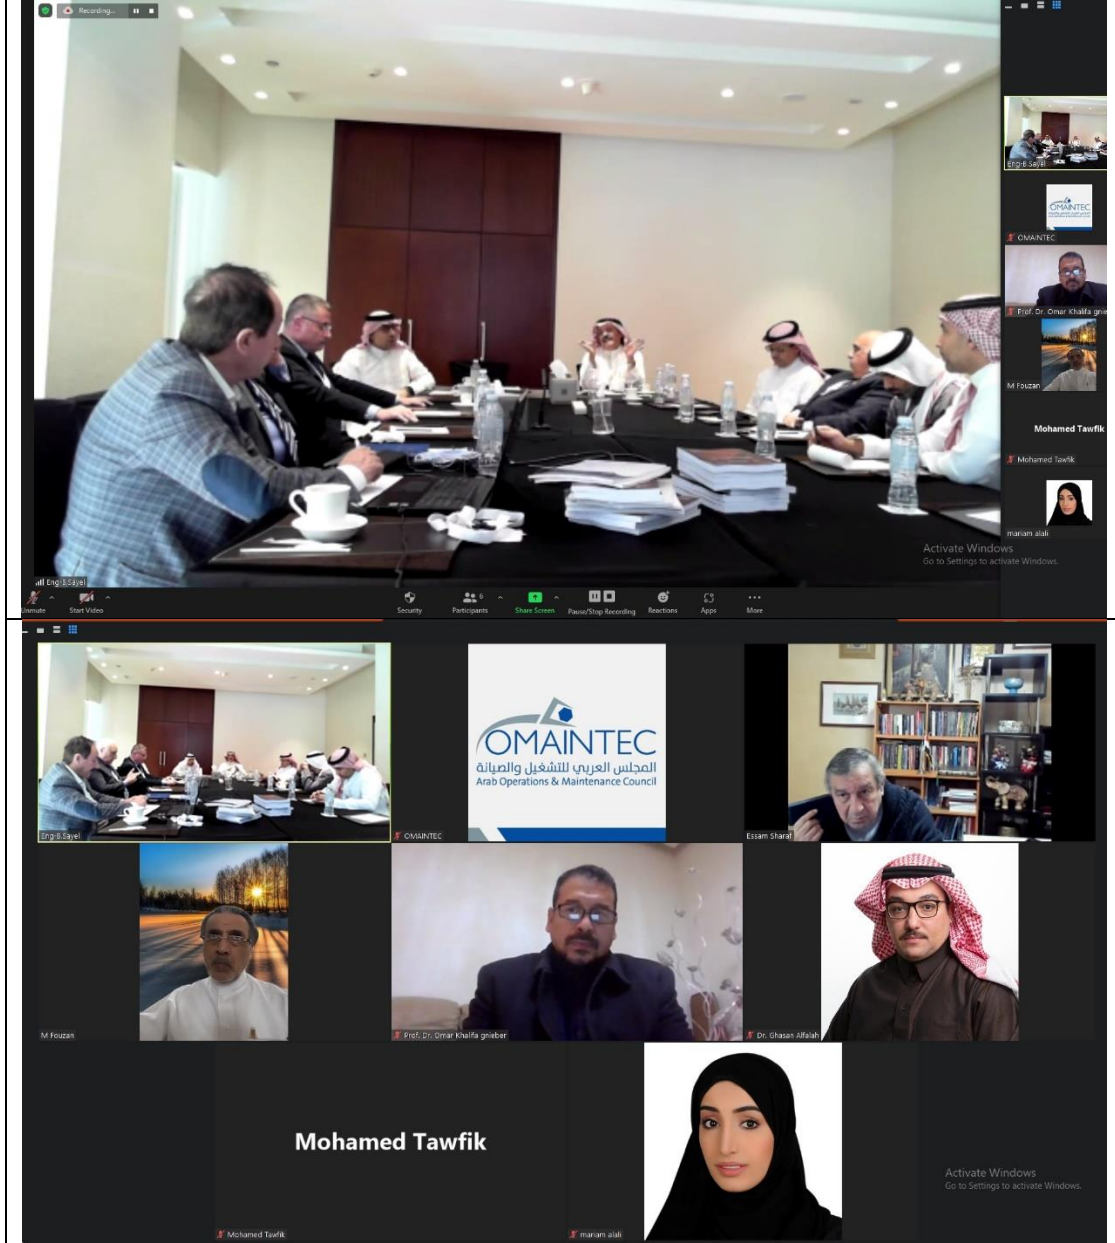 Recording...
Eng-B.Sayel
OMAINTEC
OMAINTEC
Prof. Dr. Omar Khalifa gnie
M Fouzan
Mohamed Tawfik
Mohamed Tawfik
mariam alali
Activate Windows
Go to Settings to activate Windows.
Eng-B.Sayel
Unmute
Start Video
Security
Participants
6
Share Screen
Pause/Stop Recording
Reactions
Apps
More
OMAINTEC
المجلس العربي للتشغيل والصيانة
Arab Operations & Maintenance Council
Eng-B.Sayel
OMAINTEC
Essam Sharaf
M Fouzan
Prof. Dr. Omar Khalifa gnieber
Dr. Ghasan Alfalah
Mohamed Tawfik
Mohamed Tawfik
mariam alali
Activate Windows
Go to Settings to activate Windows.